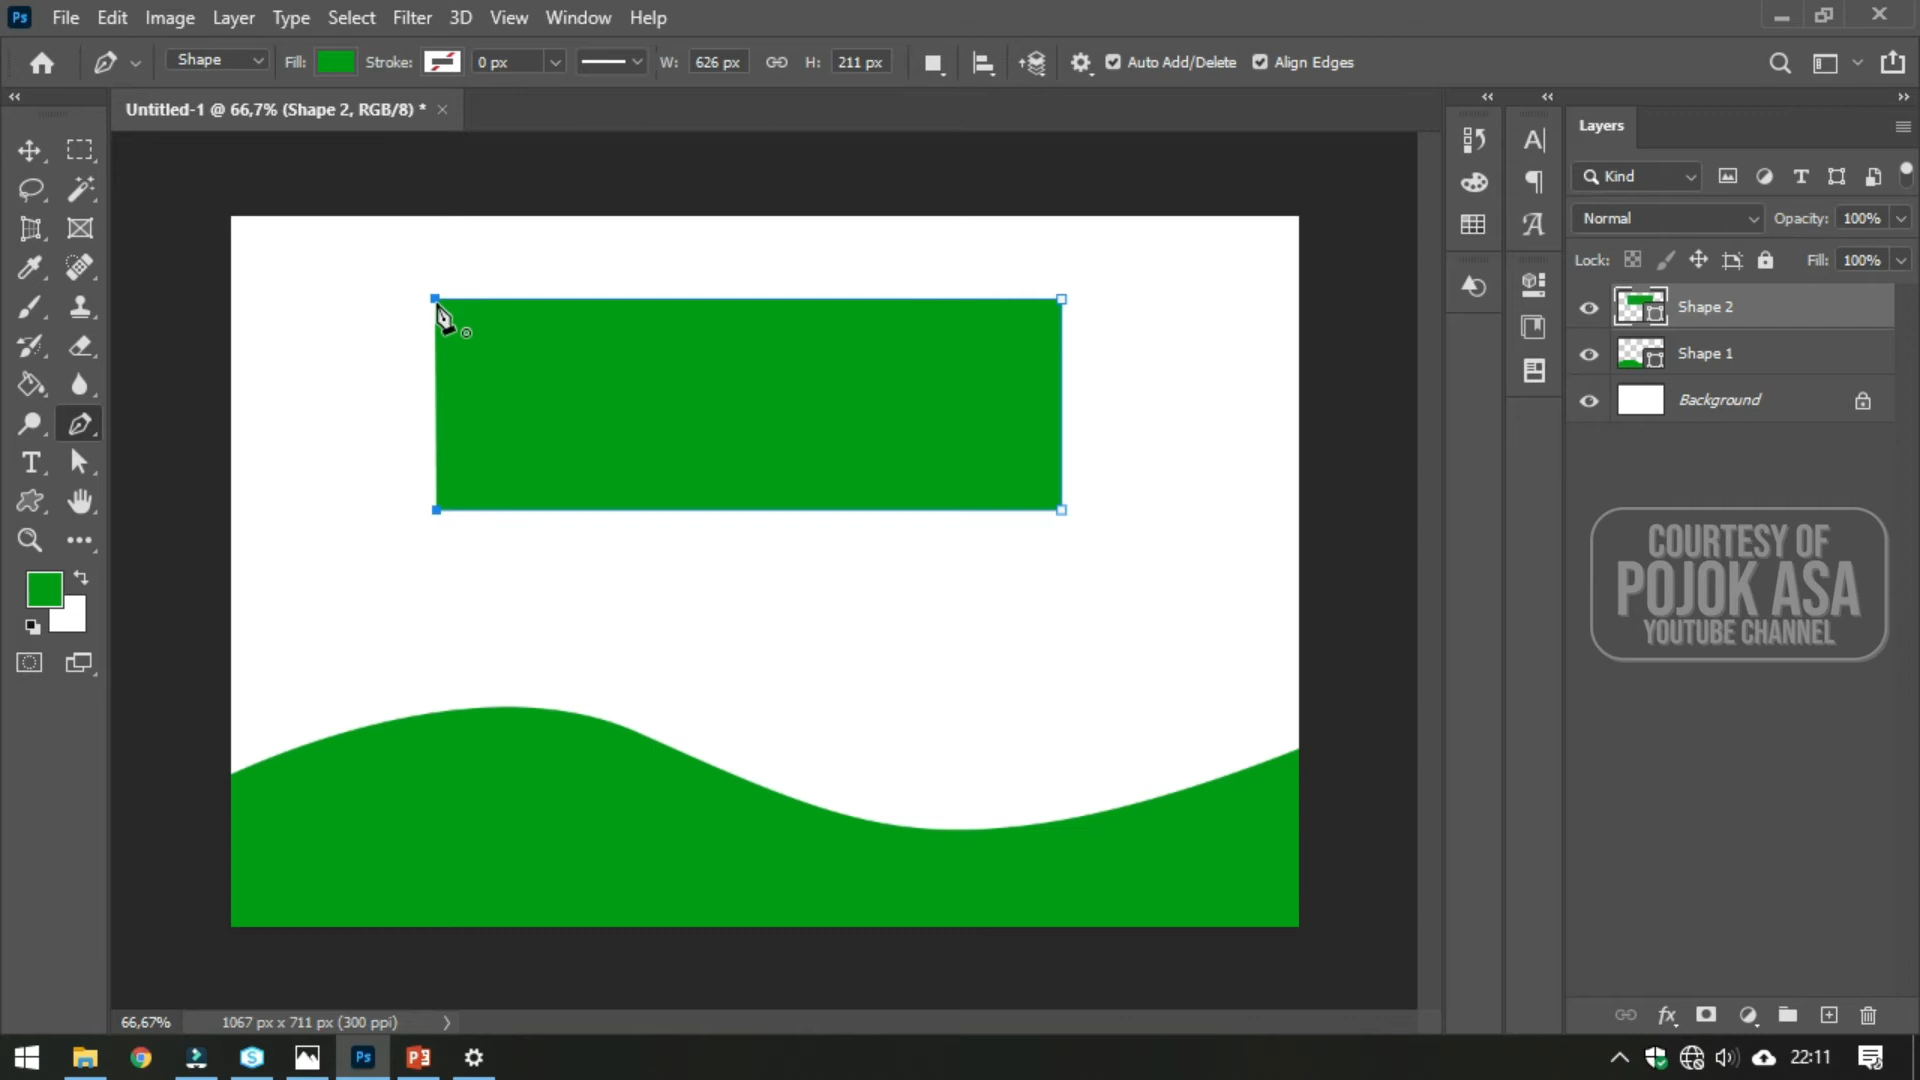 Ps File Edit Image Layer Type Select Filter 3D View Window Help
Shape Fill: Stroke: 0 px W: 626 px H: 211 px Auto Add/Delete Align Edges
Untitled-1 @ 66,7% (Shape 2, RGB/8) *
Layers
Kind
Normal Opacity: 100%
Lock: Fill: 100%
Shape 2
Shape 1
Background
COURTESY OF
POJOK ASA
YOUTUBE CHANNEL
66,67% 1067 px x 711 px (300 ppi)
22:11